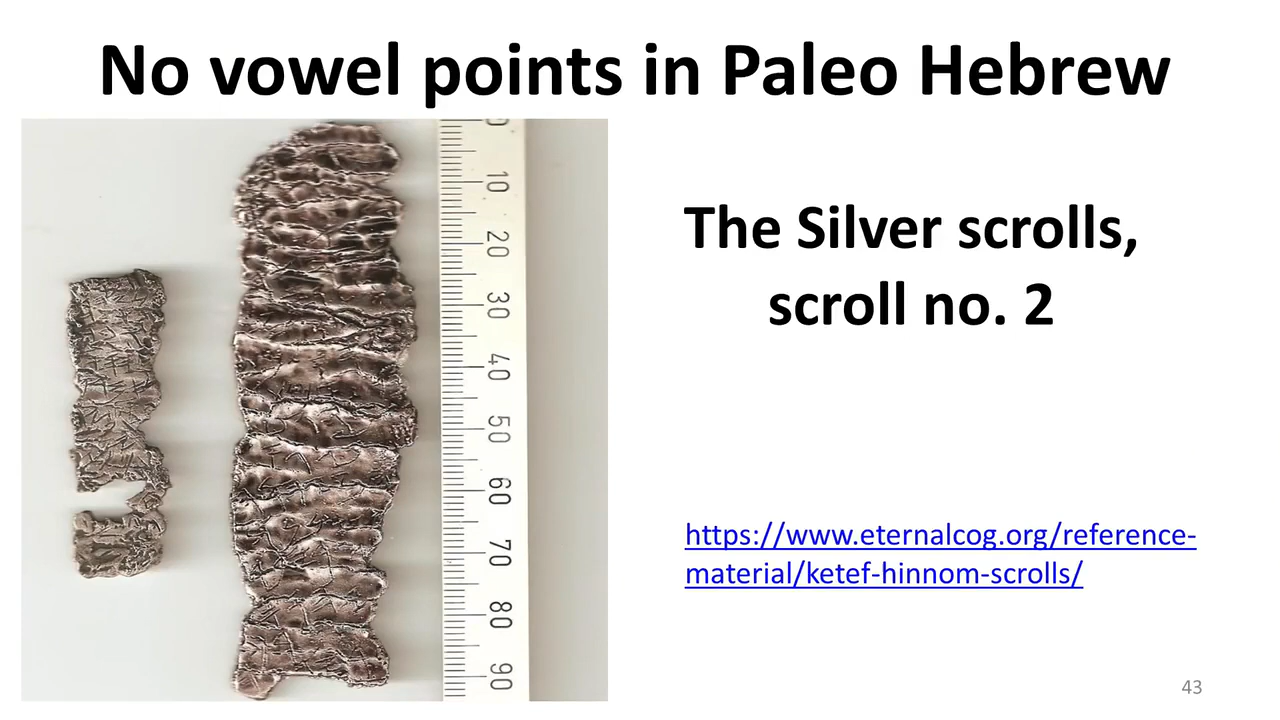 No vowel points in Paleo Hebrew
0
10
20
30
40
50
60
70
80
90
The Silver scrolls,
scroll no. 2
https://www.eternalcog.org/reference-
material/ketef-hinnom-scrolls/
43